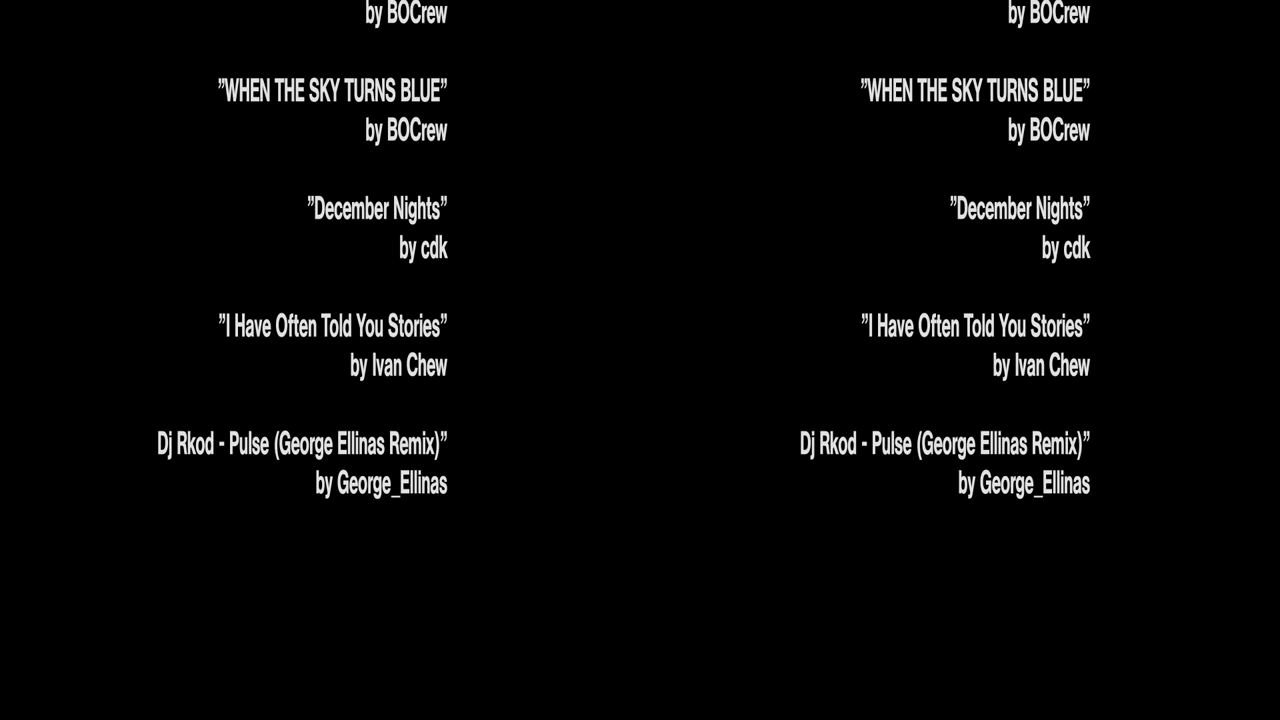 by BOCrew
”WHEN THE SKY TURNS BLUE”
by BOCrew
”December Nights”
by cdk
”I Have Often Told You Stories”
by Ivan Chew
Dj Rkod - Pulse (George Ellinas Remix)”
by George_Ellinas
by BOCrew
”WHEN THE SKY TURNS BLUE”
by BOCrew
”December Nights”
by cdk
”I Have Often Told You Stories”
by Ivan Chew
Dj Rkod - Pulse (George Ellinas Remix)”
by George_Ellinas